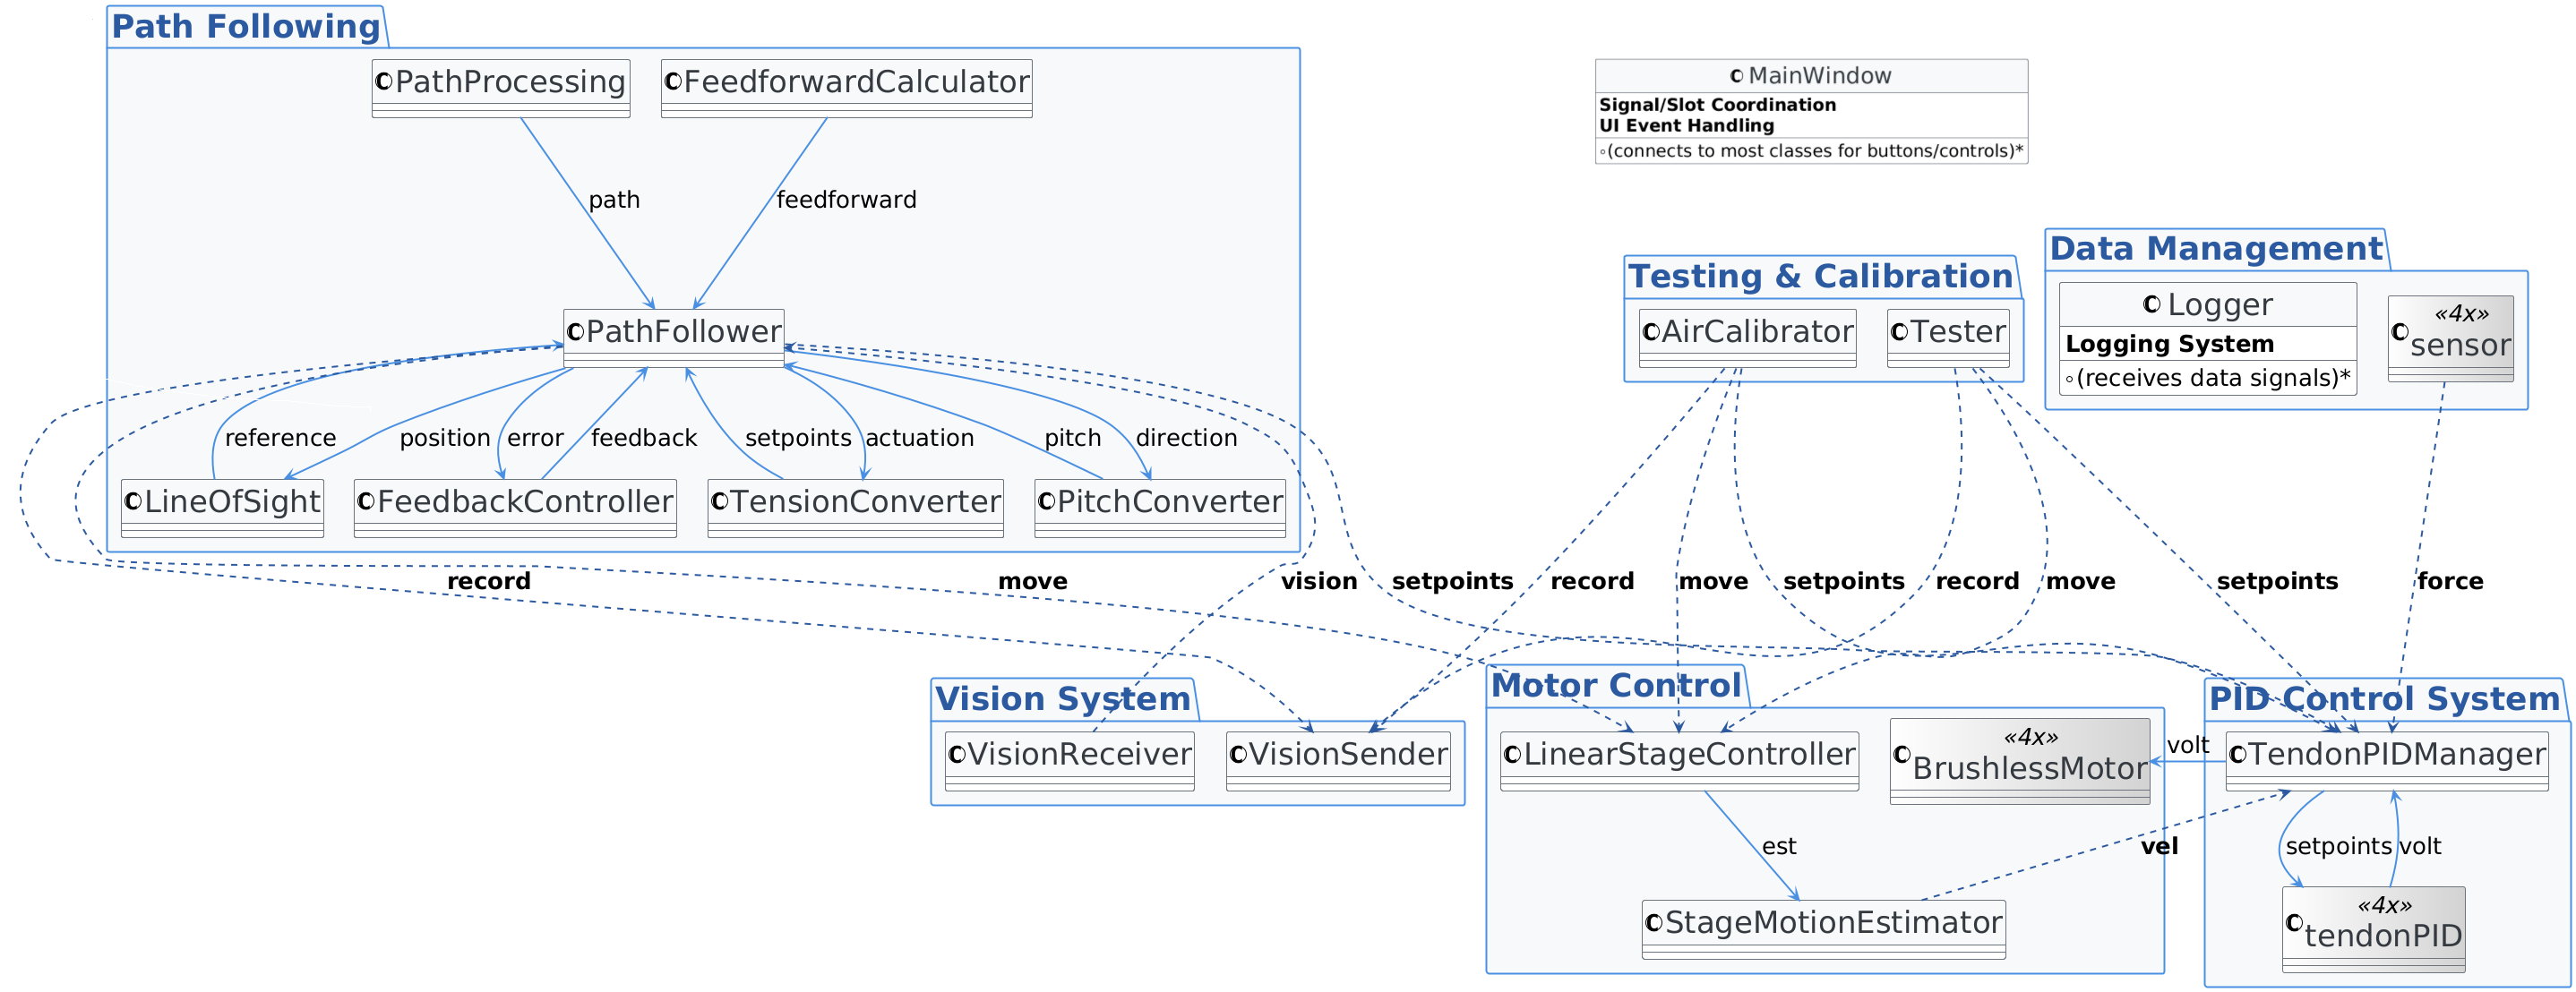 Path Following
PathProcessing
FeedforwardCalculator
path
feedforward
PathFollower
reference
position
error
feedback
setpoints
actuation
pitch
direction
LineOfSight
FeedbackController
TensionConverter
PitchConverter
MainWindow
Signal/Slot Coordination
UI Event Handling
(connects to most classes for buttons/controls)*
Testing & Calibration
AirCalibrator
Tester
Data Management
Logger
Logging System
(receives data signals)*
«4x»
sensor
record
move
vision
setpoints
record
move
setpoints
record
move
setpoints
force
Vision System
VisionReceiver
VisionSender
Motor Control
LinearStageController
«4x»
BrushlessMotor
est
StageMotionEstimator
volt
vel
PID Control System
TendonPIDManager
setpoints
volt
«4x»
tendonPID